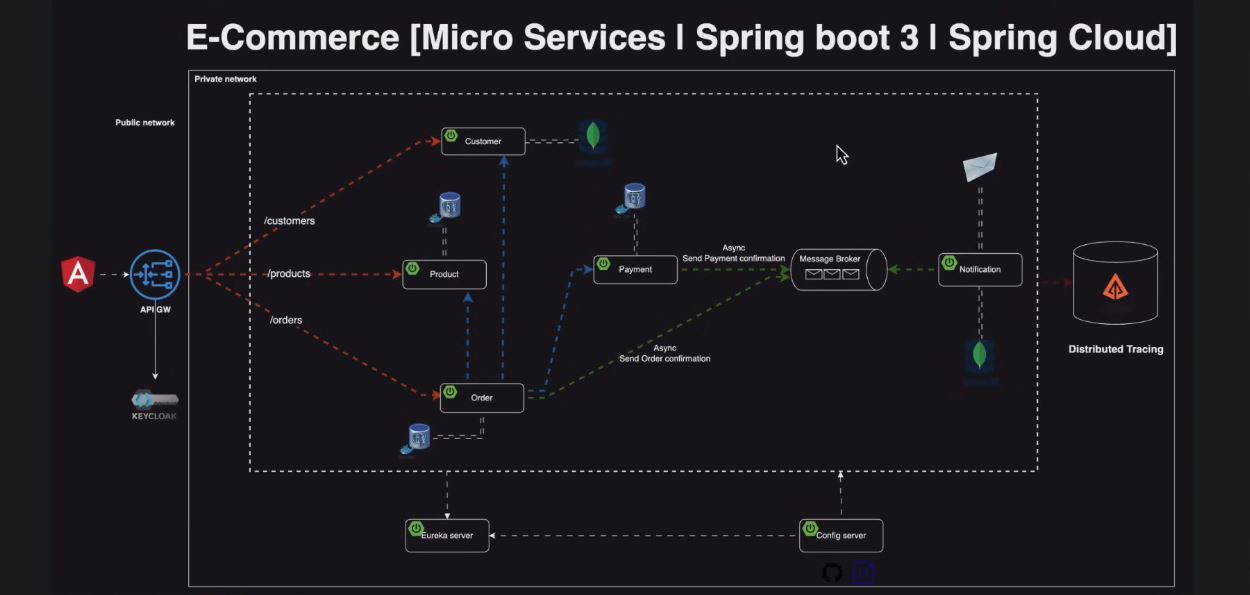 E-Commerce [Micro Services | Spring boot 3 | Spring Cloud]
Private network
Public network
Customer
/customers
Product
/products
Payment
Async
Send Payment confirmation
Message Broker
Notification
API GW
/orders
Async
Send Order confirmation
Distributed Tracing
Order
KEYCLOAK
Eureka server
Config server